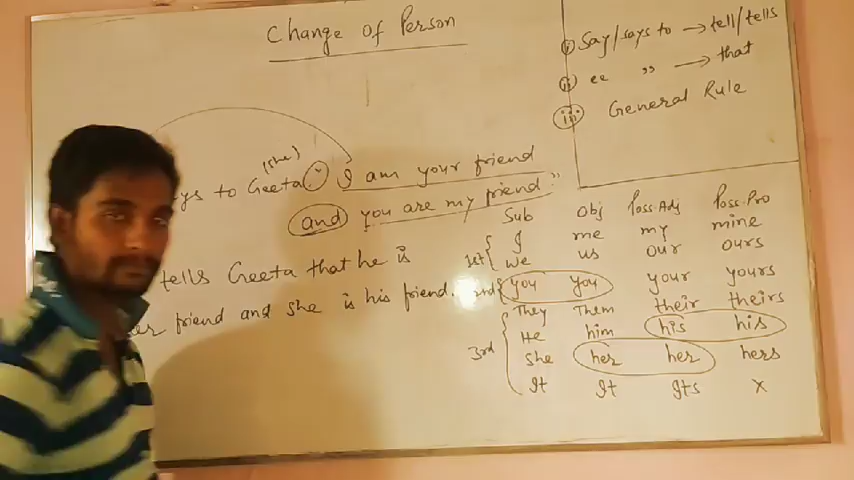 Change of Person
(i) Say/says to → tell/tells
(ii) " " → that
(iii) General Rule
(she)
ys to Geeta : " I am your friend
and you are my friend."
tells Geeta that he is
er friend and she is his friend.
Sub Obj Poss.Adj Poss.Pro
1st { I me my mine
we us our ours
2nd { you you your yours
3rd { They Them their theirs
He him his his
She her her hers
It It Its X